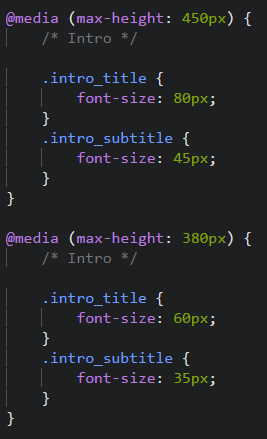 @media (max-height: 450px) {
    /* Intro */

    .intro_title {
        font-size: 80px;
    }
    .intro_subtitle {
        font-size: 45px;
    }
}

@media (max-height: 380px) {
    /* Intro */

    .intro_title {
        font-size: 60px;
    }
    .intro_subtitle {
        font-size: 35px;
    }
}